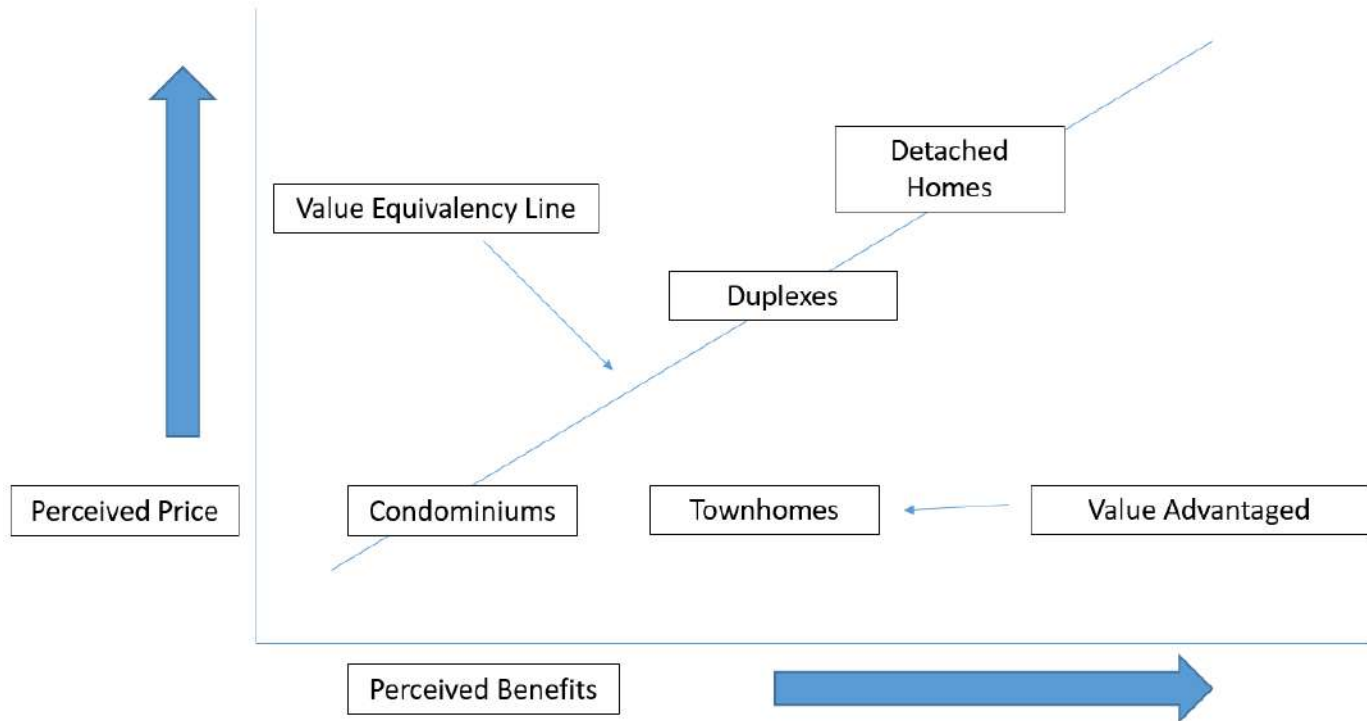 Detached
Homes
Value Equivalency Line
Duplexes
Perceived Price
Condominiums
Townhomes
Value Advantaged
Perceived Benefits